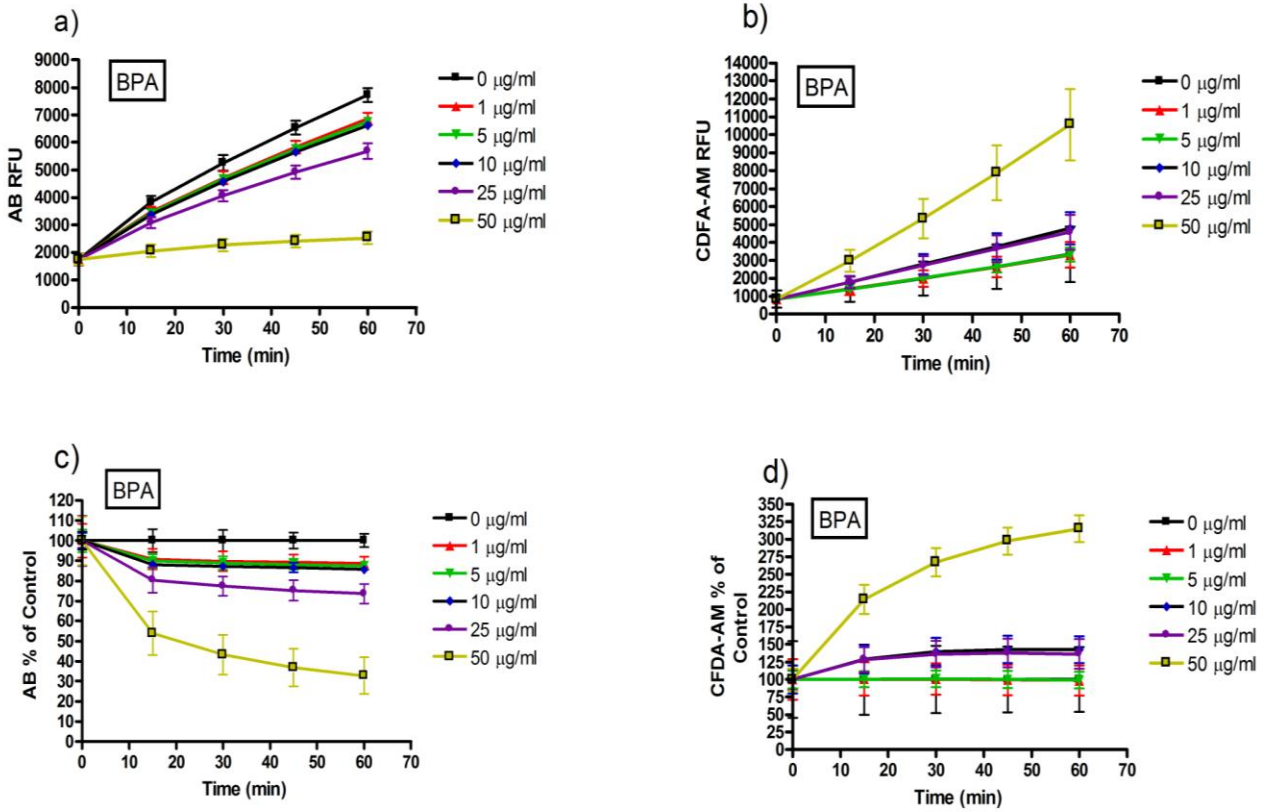 a)
BPA
9000
8000
7000
6000
5000
4000
3000
2000
1000
0
AB RFU
0 10 20 30 40 50 60 70
Time (min)
0 μg/ml
1 μg/ml
5 μg/ml
10 μg/ml
25 μg/ml
50 μg/ml
b)
BPA
14000
13000
12000
11000
10000
9000
8000
7000
6000
5000
4000
3000
2000
1000
0
CDFA-AM RFU
0 10 20 30 40 50 60 70
Time (min)
0 μg/ml
1 μg/ml
5 μg/ml
10 μg/ml
25 μg/ml
50 μg/ml
c)
BPA
120
110
100
90
80
70
60
50
40
30
20
10
0
AB % of Control
0 10 20 30 40 50 60 70
Time (min)
0 μg/ml
1 μg/ml
5 μg/ml
10 μg/ml
25 μg/ml
50 μg/ml
d)
BPA
350
325
300
275
250
225
200
175
150
125
100
75
50
25
0
CFDA-AM % of
Control
0 10 20 30 40 50 60 70
Time (min)
0 μg/ml
1 μg/ml
5 μg/ml
10 μg/ml
25 μg/ml
50 μg/ml